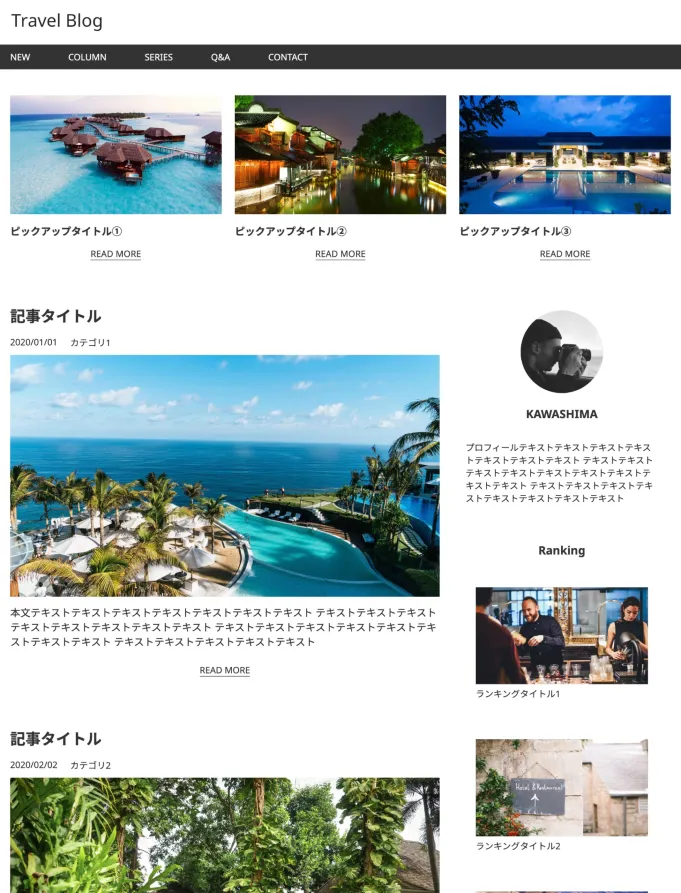 Travel Blog
NEW COLUMN SERIES Q&A CONTACT
ピックアップタイトル①
READ MORE
ピックアップタイトル②
READ MORE
ピックアップタイトル③
READ MORE
記事タイトル
2020/01/01 カテゴリ1
本文テキストテキストテキストテキストテキストテキストテキスト テキストテキストテキスト
テキストテキストテキストテキストテキスト テキストテキストテキストテキストテキストテキ
ストテキストテキスト テキストテキストテキストテキストテキスト
READ MORE
記事タイトル
2020/02/02 カテゴリ2
KAWASHIMA
プロフィールテキストテキストテキストテキス
トテキストテキストテキスト テキストテキスト
テキストテキストテキストテキストテキストテ
キストテキスト テキストテキストテキストテキ
ストテキストテキストテキストテキスト
Ranking
ランキングタイトル1
Hotel & Restaurant
ランキングタイトル2